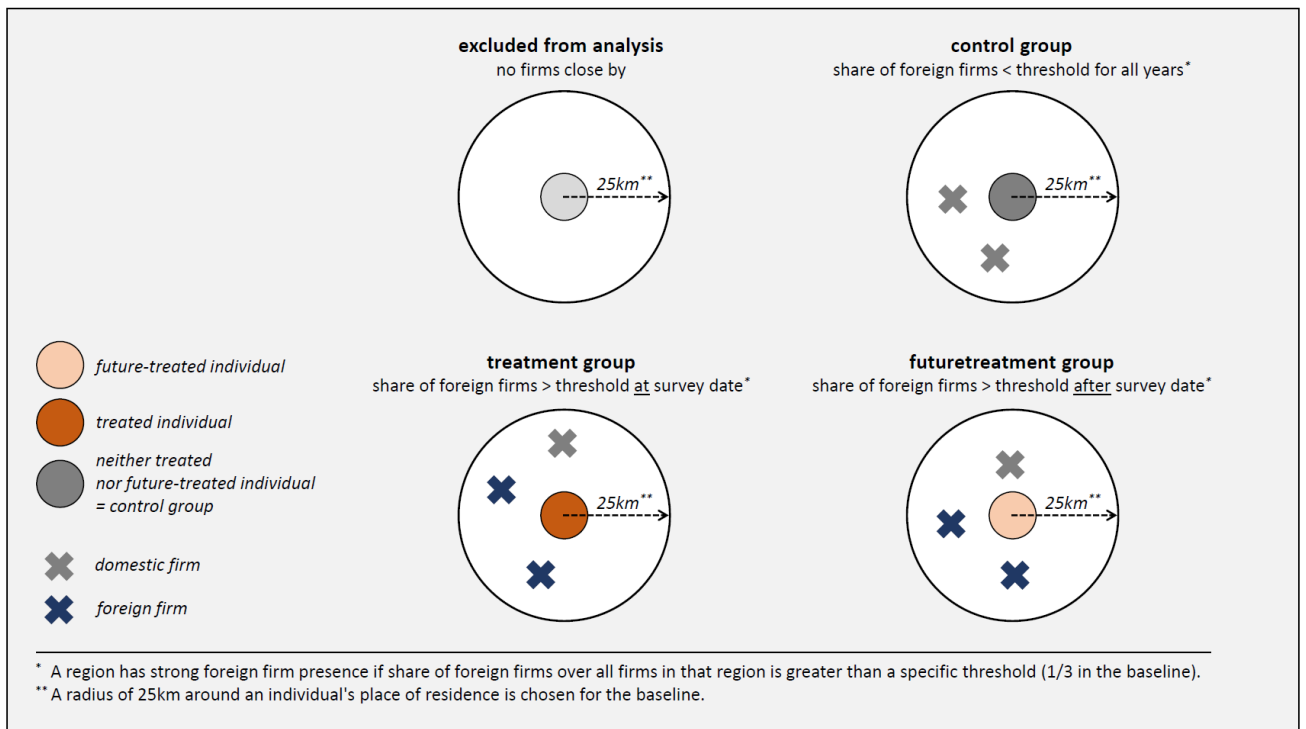 excluded from analysis
no firms close by
25km**
control group
share of foreign firms < threshold for all years*
25km**
future-treated individual
treated individual
neither treated
nor future-treated individual
= control group
domestic firm
foreign firm
treatment group
share of foreign firms > threshold at survey date*
25km**
futuretreatment group
share of foreign firms > threshold after survey date*
25km**
* A region has strong foreign firm presence if share of foreign firms over all firms in that region is greater than a specific threshold (1/3 in the baseline).
** A radius of 25km around an individual's place of residence is chosen for the baseline.